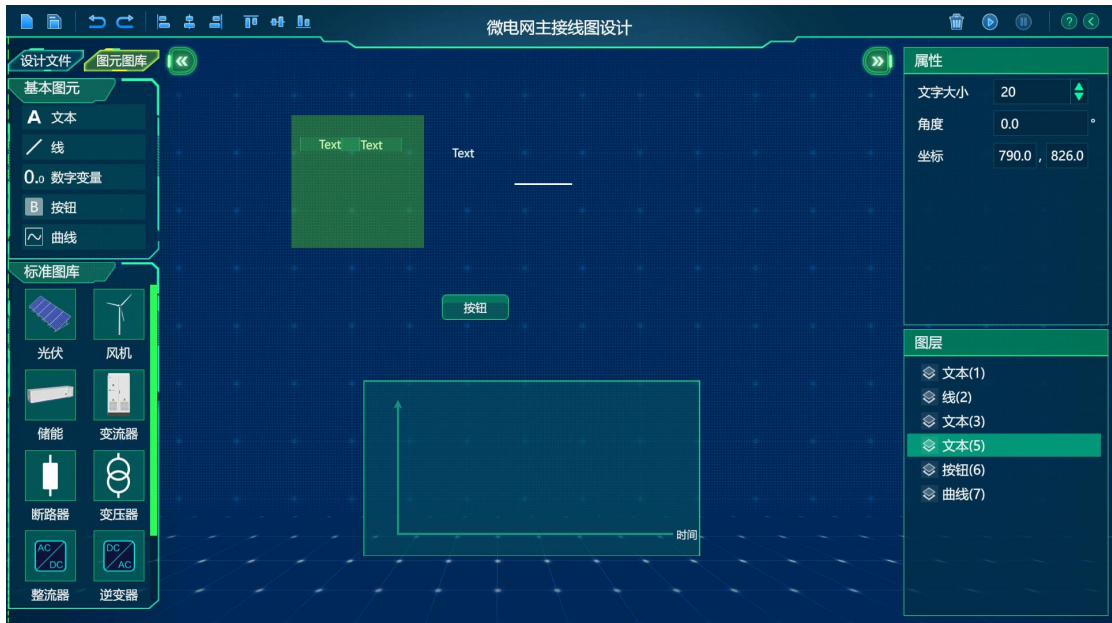 微电网主接线图设计
设计文件 图元图库
基本图元
A 文本
线
0.0 数字变量
B 按钮
曲线
标准图库
光伏 风机
储能 变流器
断路器 变压器
AC DC DC AC
整流器 逆变器
Text Text
Text
按钮
时间
属性
文字大小 20
角度 0.0 °
坐标 790.0 , 826.0
图层
文本(1)
线(2)
文本(3)
文本(5)
按钮(6)
曲线(7)